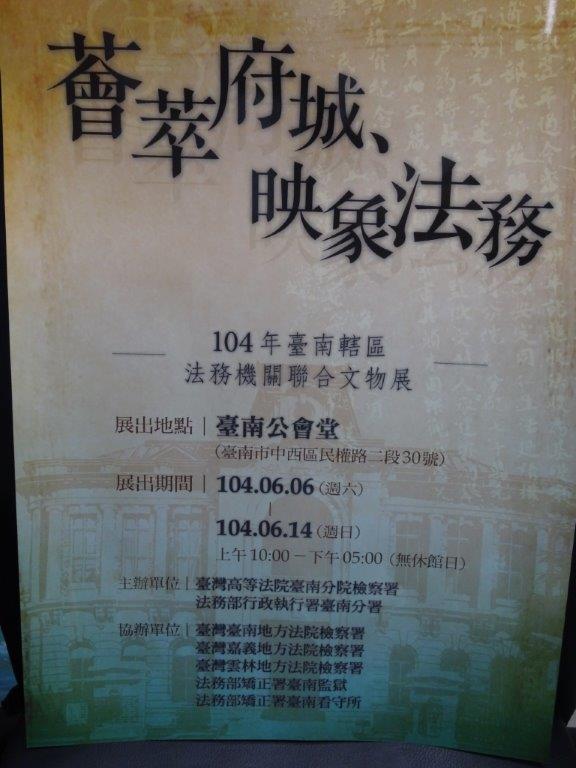 薈萃府城、
映象法務
104年臺南轄區
法務機關聯合文物展
展出地點｜臺南公會堂
（臺南市中西區民權路二段30號）
展出期間｜104.06.06（週六）
｜
104.06.14（週日）
上午10:00－下午05:00（無休館日）
主辦單位｜臺灣高等法院臺南分院檢察署
法務部行政執行署臺南分署
協辦單位｜臺灣臺南地方法院檢察署
臺灣嘉義地方法院檢察署
臺灣雲林地方法院檢察署
法務部矯正署臺南監獄
法務部矯正署臺南看守所